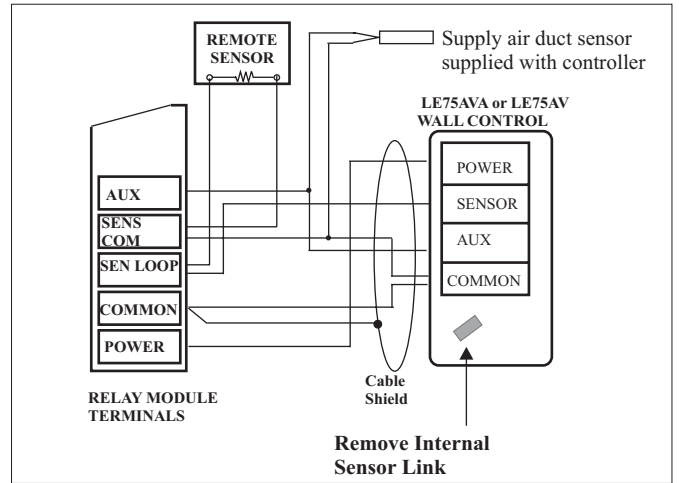 REMOTE
SENSOR
Supply air duct sensor
supplied with controller
LE75AVA or LE75AV
WALL CONTROL
POWER
SENSOR
AUX
COMMON
AUX
SENS
COM
SEN LOOP
COMMON
POWER
RELAY MODULE
TERMINALS
Cable
Shield
Remove Internal
Sensor Link